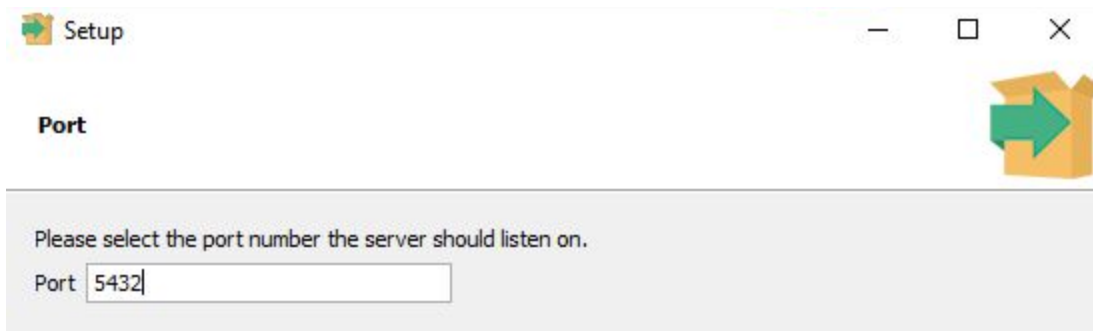 Setup
Port
Please select the port number the server should listen on.
Port 5432